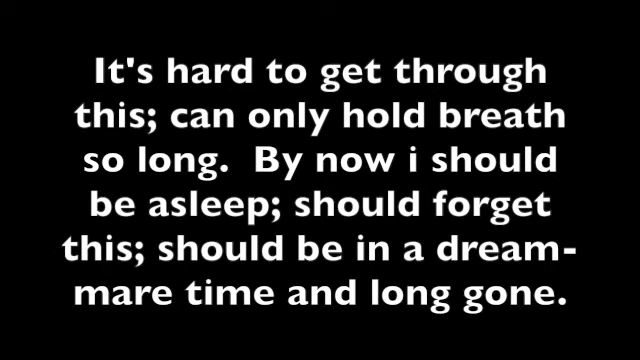 It's hard to get through
this; can only hold breath
so long.  By now i should
be asleep; should forget
this; should be in a dream-
mare time and long gone.